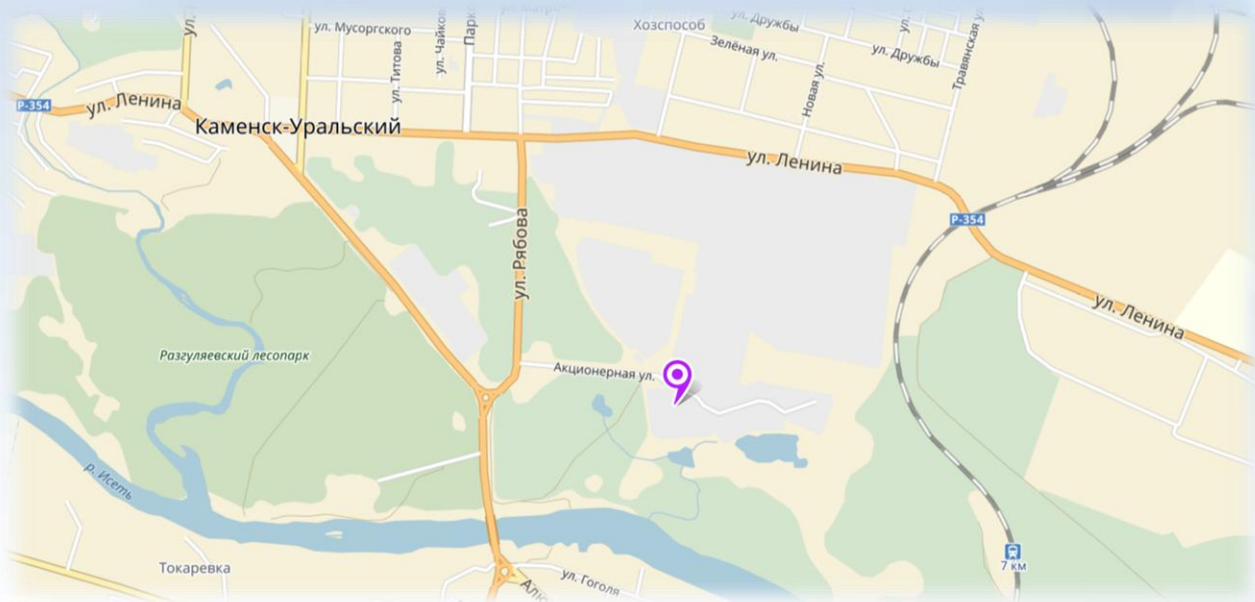 ул. Мусоргского
ул. Титова
ул. Чайков
Парк
Хозспособ
ул. Дружбы
Зелёная ул.
ул. Дружбы
Новая ул.
Травянская ул.
Р-354
ул. Ленина
Каменск-Уральский
ул. Ленина
Р-354
ул. Рябова
ул. Ленина
Разгуляевский лесопарк
Акционерная ул.
р. Исеть
Токаревка
ул. Гоголя
7 км